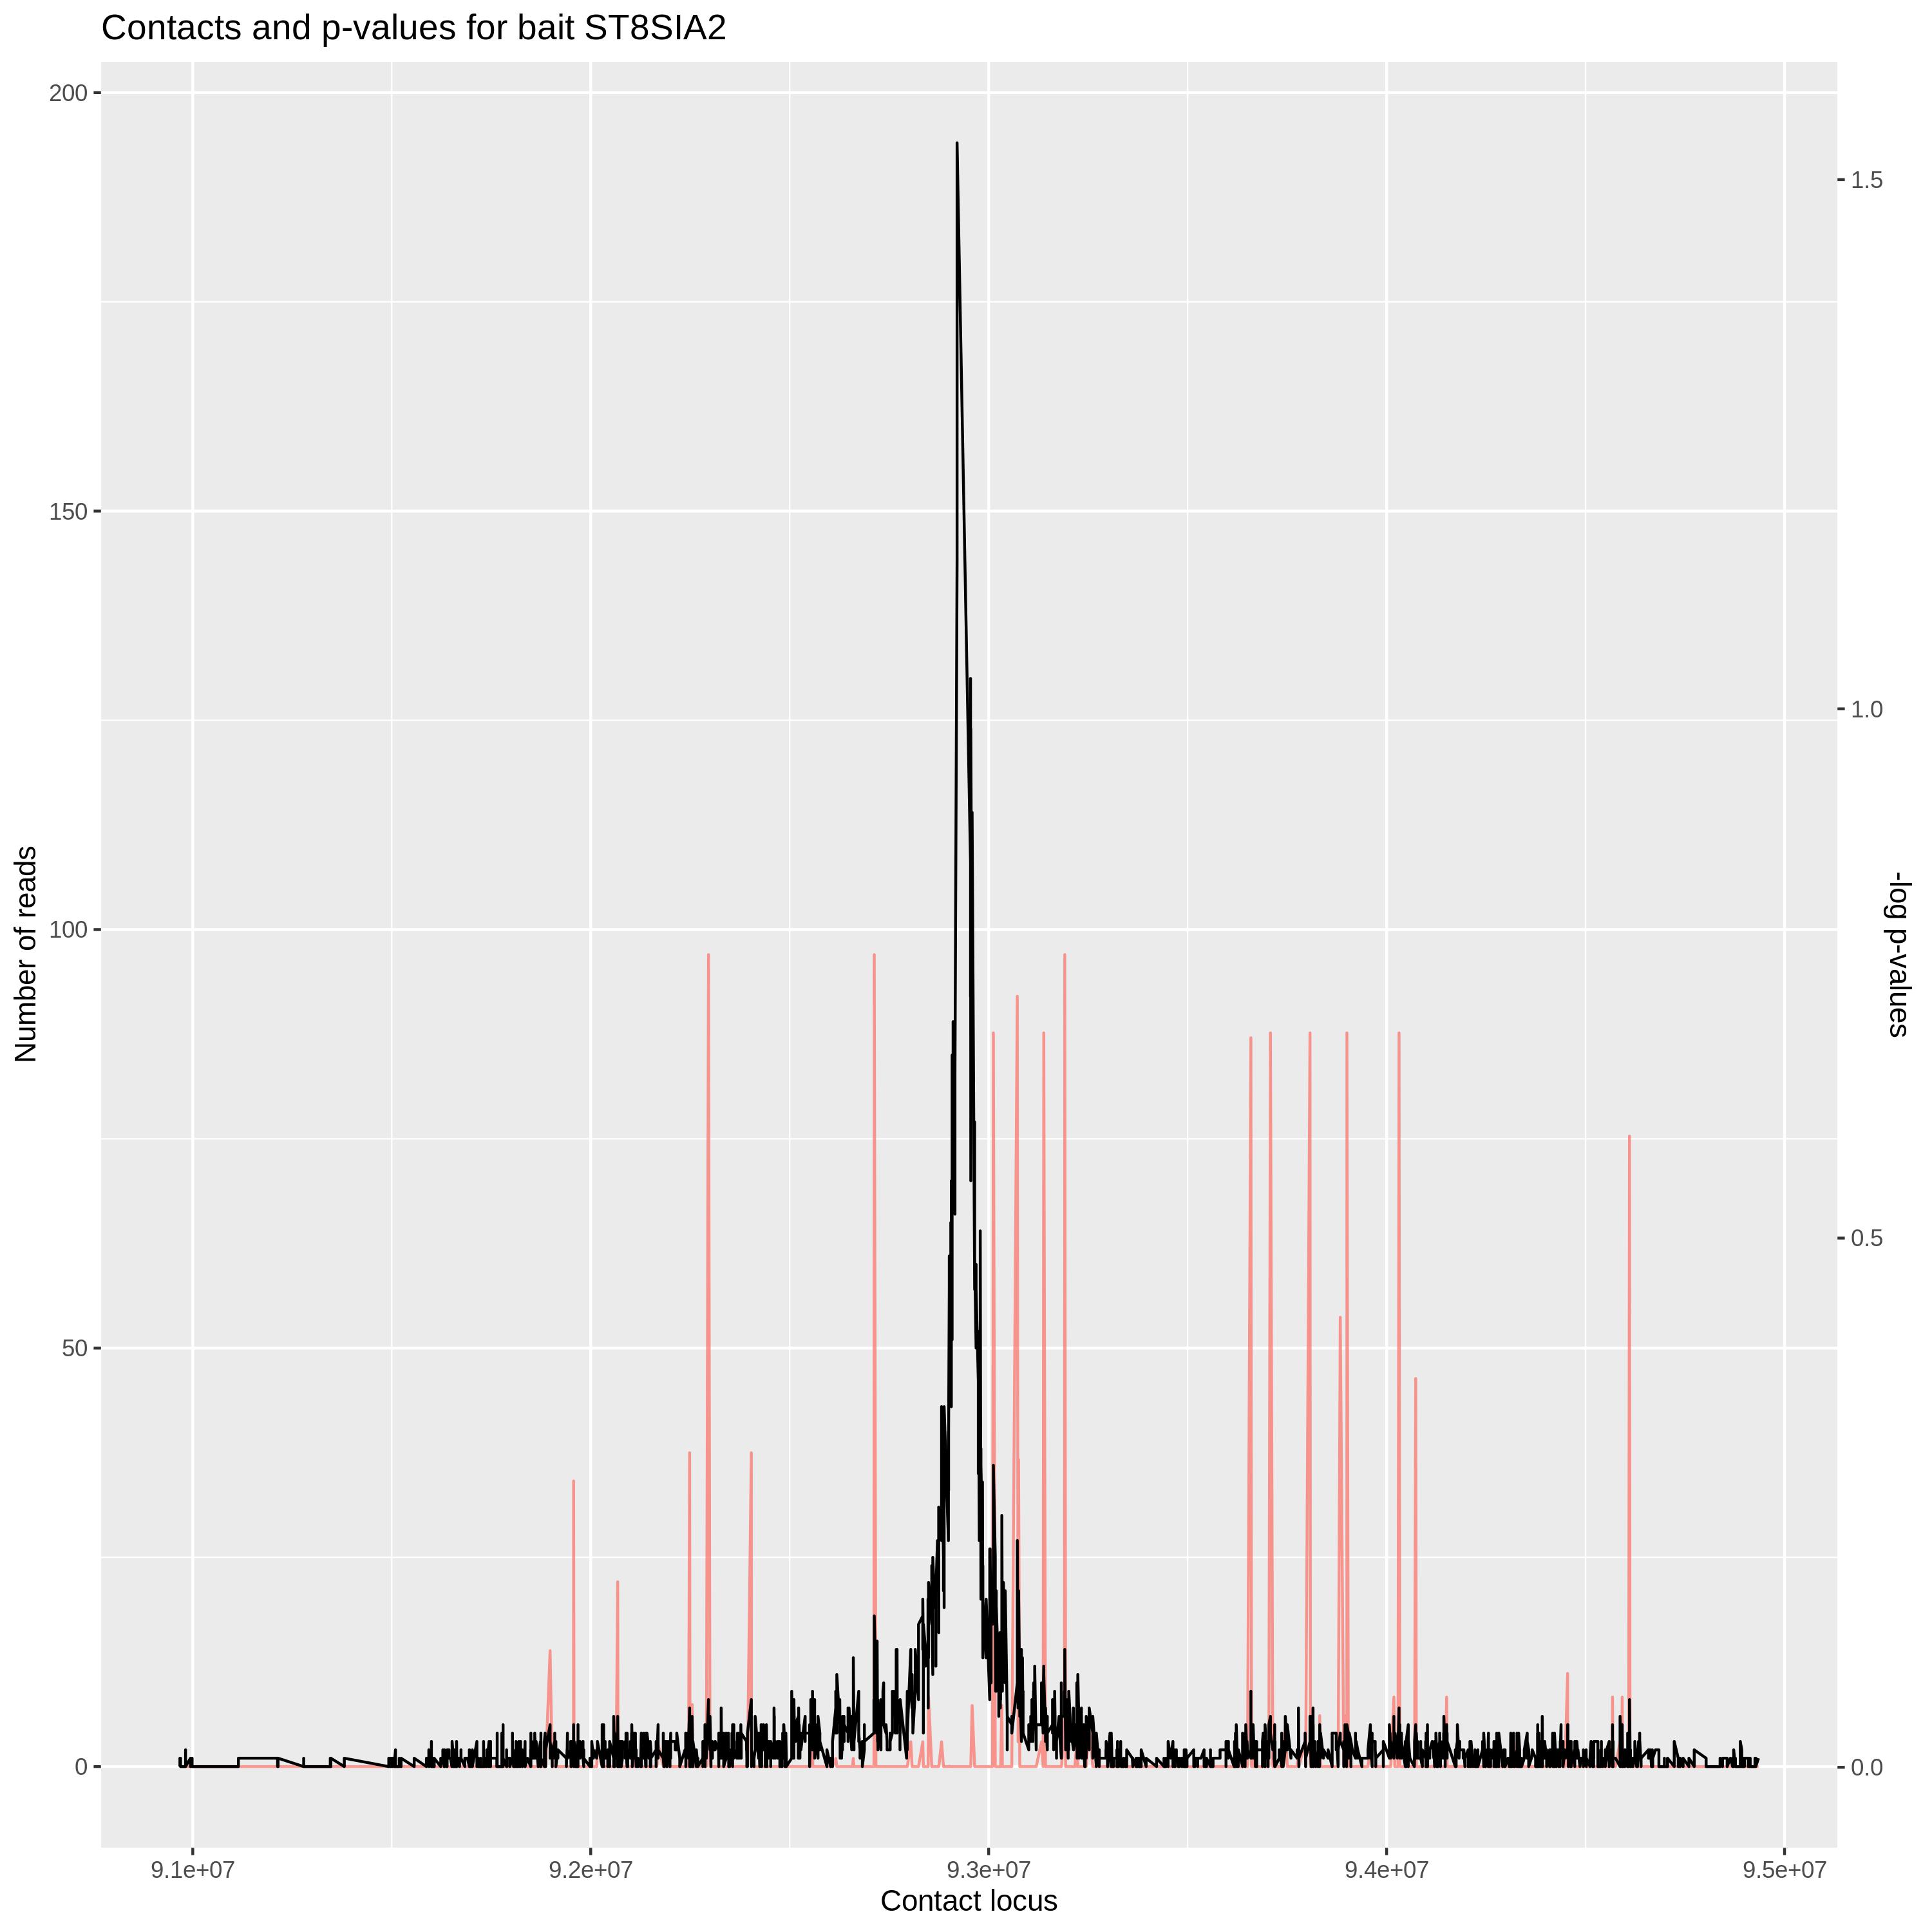 Contacts and p-values for bait ST8SIA2
200
150
100
50
0
1.5
1.0
0.5
0.0
Number of reads
-log p-values
9.1e+07
9.2e+07
9.3e+07
9.4e+07
9.5e+07
Contact locus